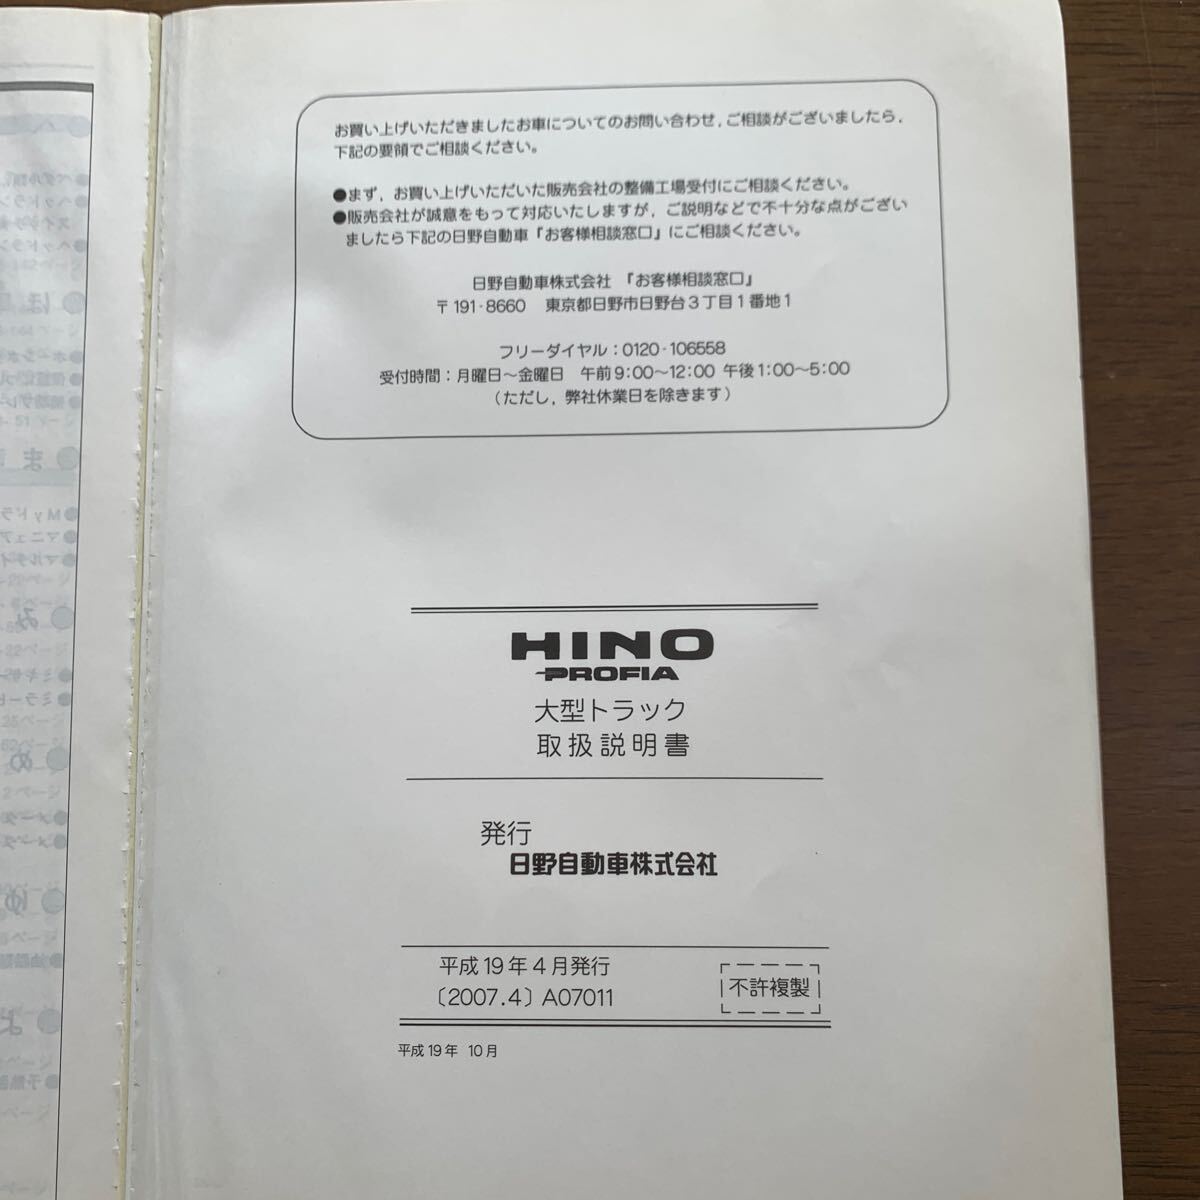 お買い上げいただきましたお車についてのお問い合わせ，ご相談がございましたら，
下記の要領でご相談ください。
●まず，お買い上げいただいた販売会社の整備工場受付にご相談ください。
●販売会社が誠意をもって対応いたしますが，ご説明などで不十分な点がござい
ましたら下記の日野自動車『お客様相談窓口』にご相談ください。
日野自動車株式会社　『お客様相談窓口』
〒191-8660　東京都日野市日野台３丁目１番地１
フリーダイヤル：0120-106558
受付時間：月曜日〜金曜日　午前9:00〜12:00 午後1:00〜5:00
（ただし，弊社休業日を除きます）
HINO
PROFIA
大型トラック
取扱説明書
発行
日野自動車株式会社
平成19年４月発行
〔2007.4〕A07011
不許複製
平成19年 10月